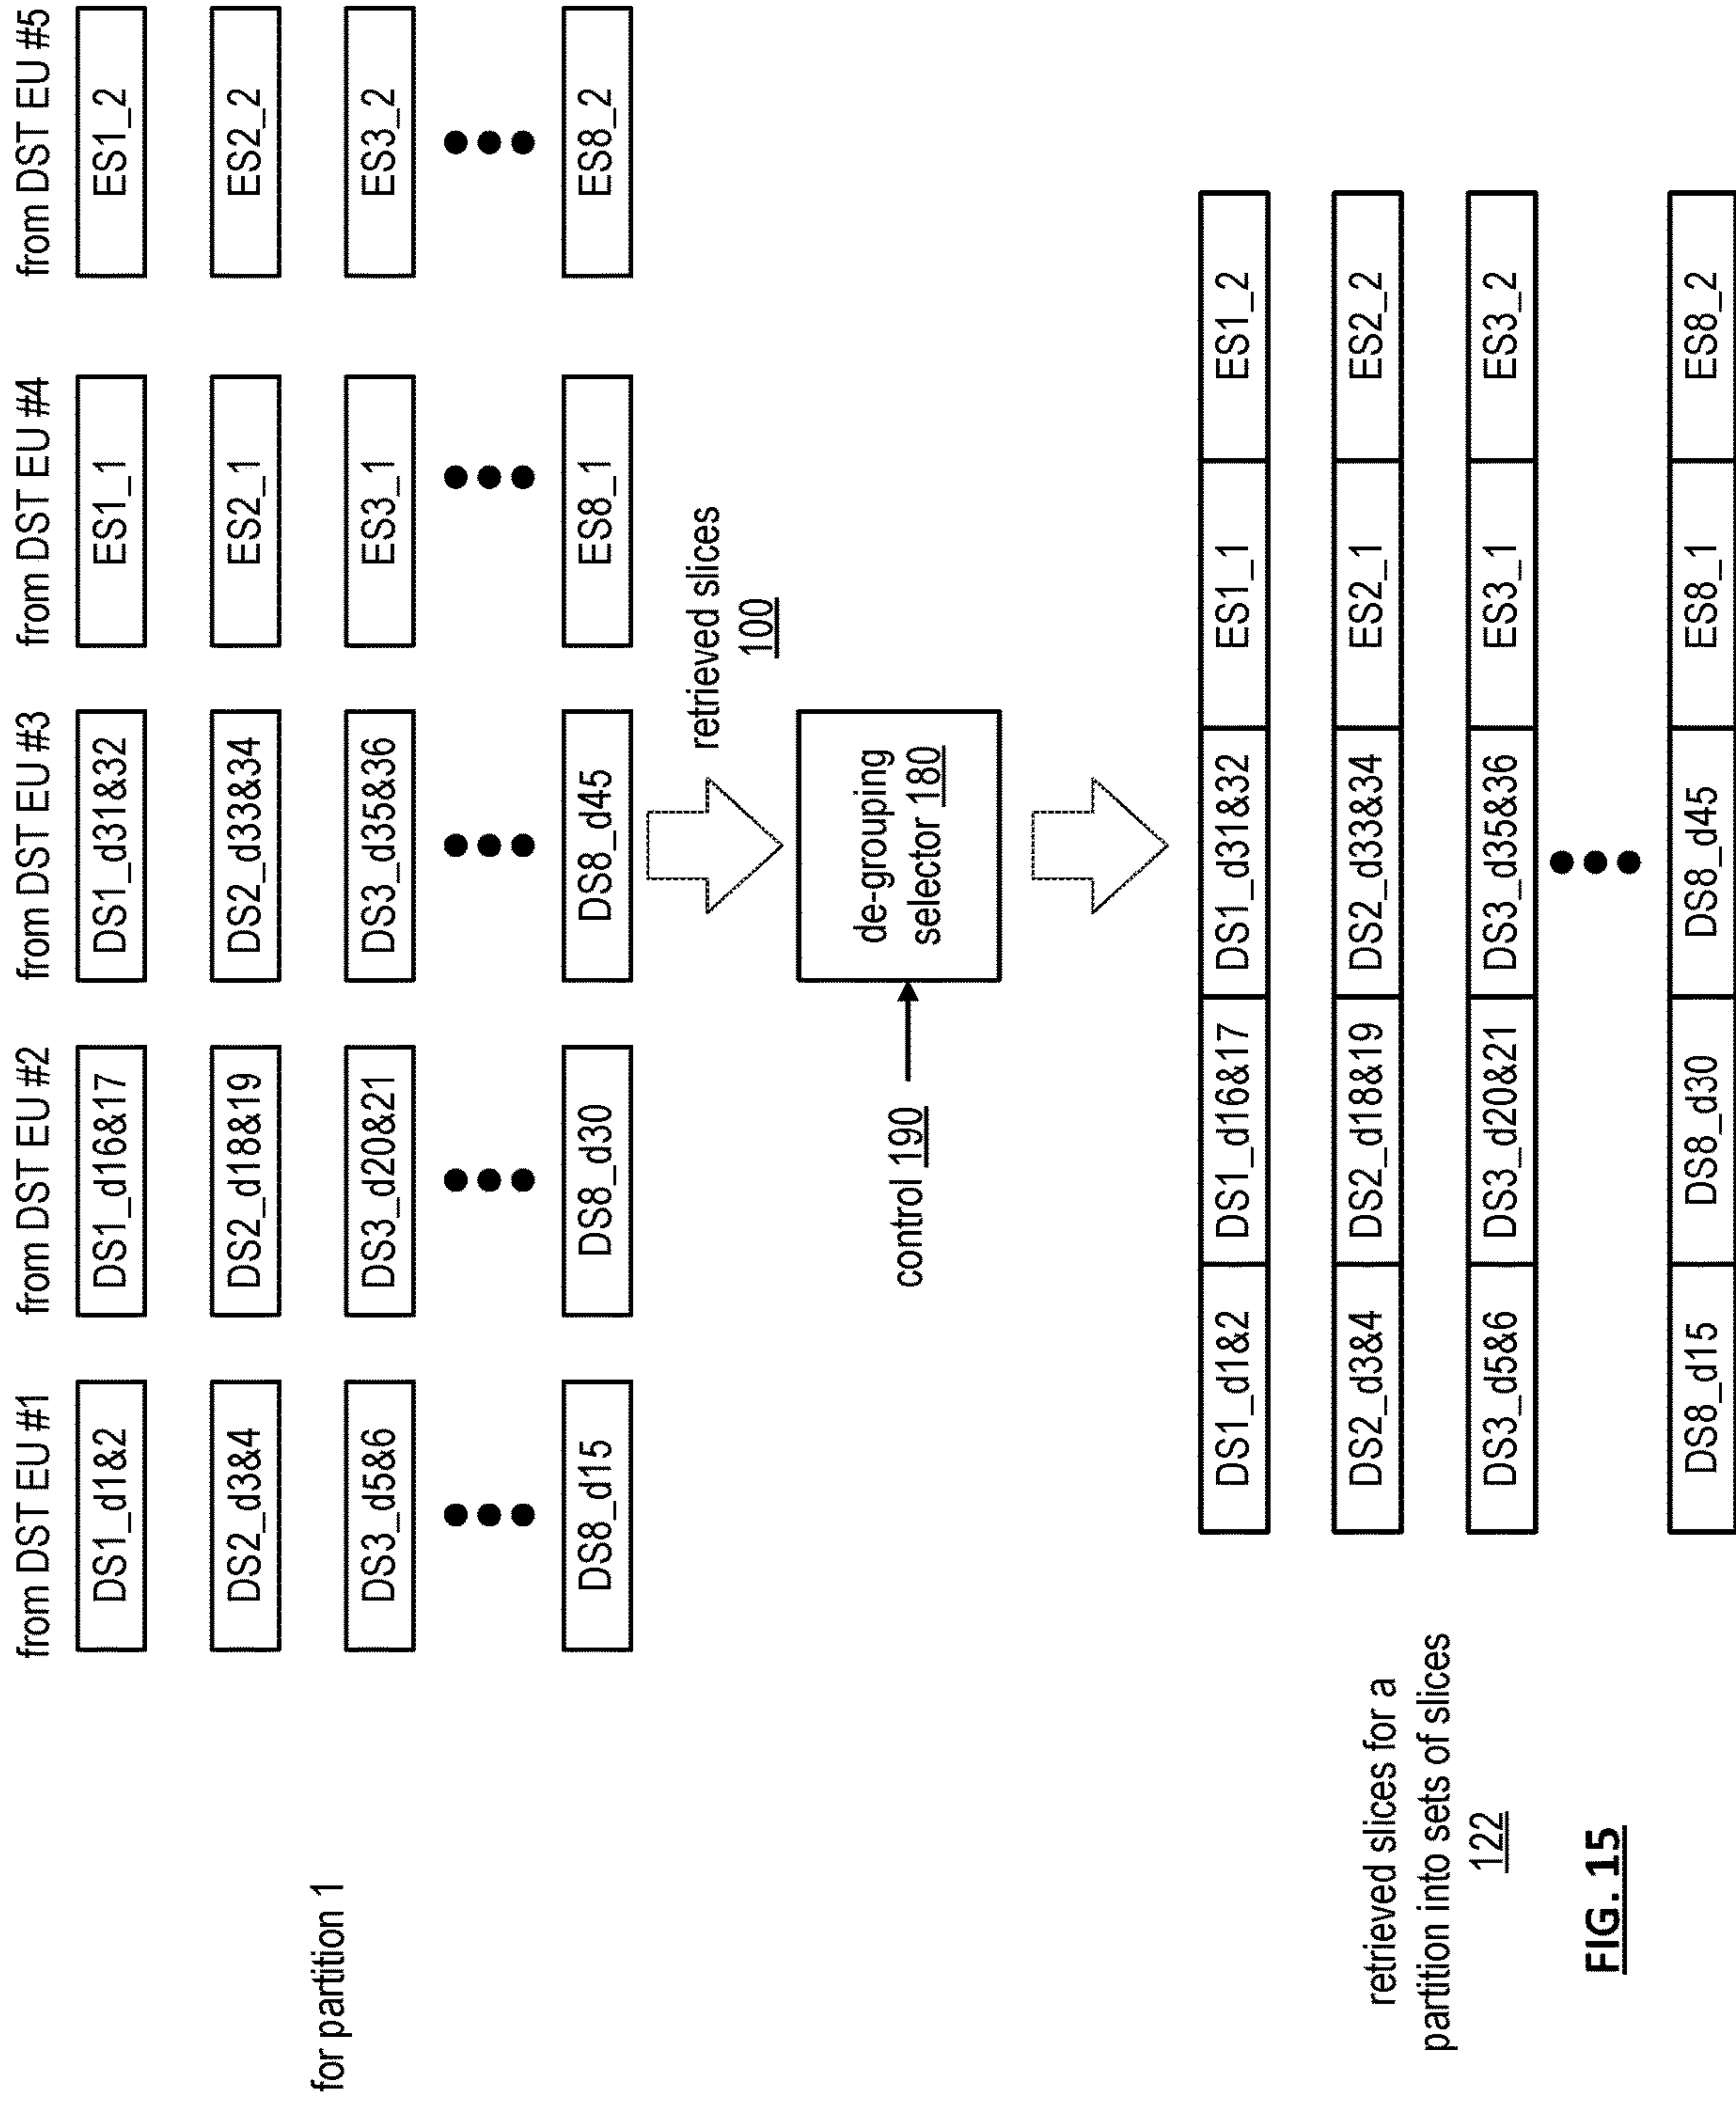 for partition 1
from DST EU #1
from DST EU #2
from DST EU #3
from DST EU #4
from DST EU #5
DS1_d1&2
DS1_d16&17
DS1_d31&32
ES1_1
ES1_2
DS2_d3&4
DS2_d18&19
DS2_d33&34
ES2_1
ES2_2
DS3_d5&6
DS3_d20&21
DS3_d35&36
ES3_1
ES3_2
DS8_d15
DS8_d30
DS8_d45
ES8_1
ES8_2
retrieved slices
100
control 190
de-grouping
selector 180
retrieved slices for a
partition into sets of slices
122
DS1_d1&2
DS1_d16&17
DS1_d31&32
ES1_1
ES1_2
DS2_d3&4
DS2_d18&19
DS2_d33&34
ES2_1
ES2_2
DS3_d5&6
DS3_d20&21
DS3_d35&36
ES3_1
ES3_2
DS8_d15
DS8_d30
DS8_d45
ES8_1
ES8_2
FIG. 15